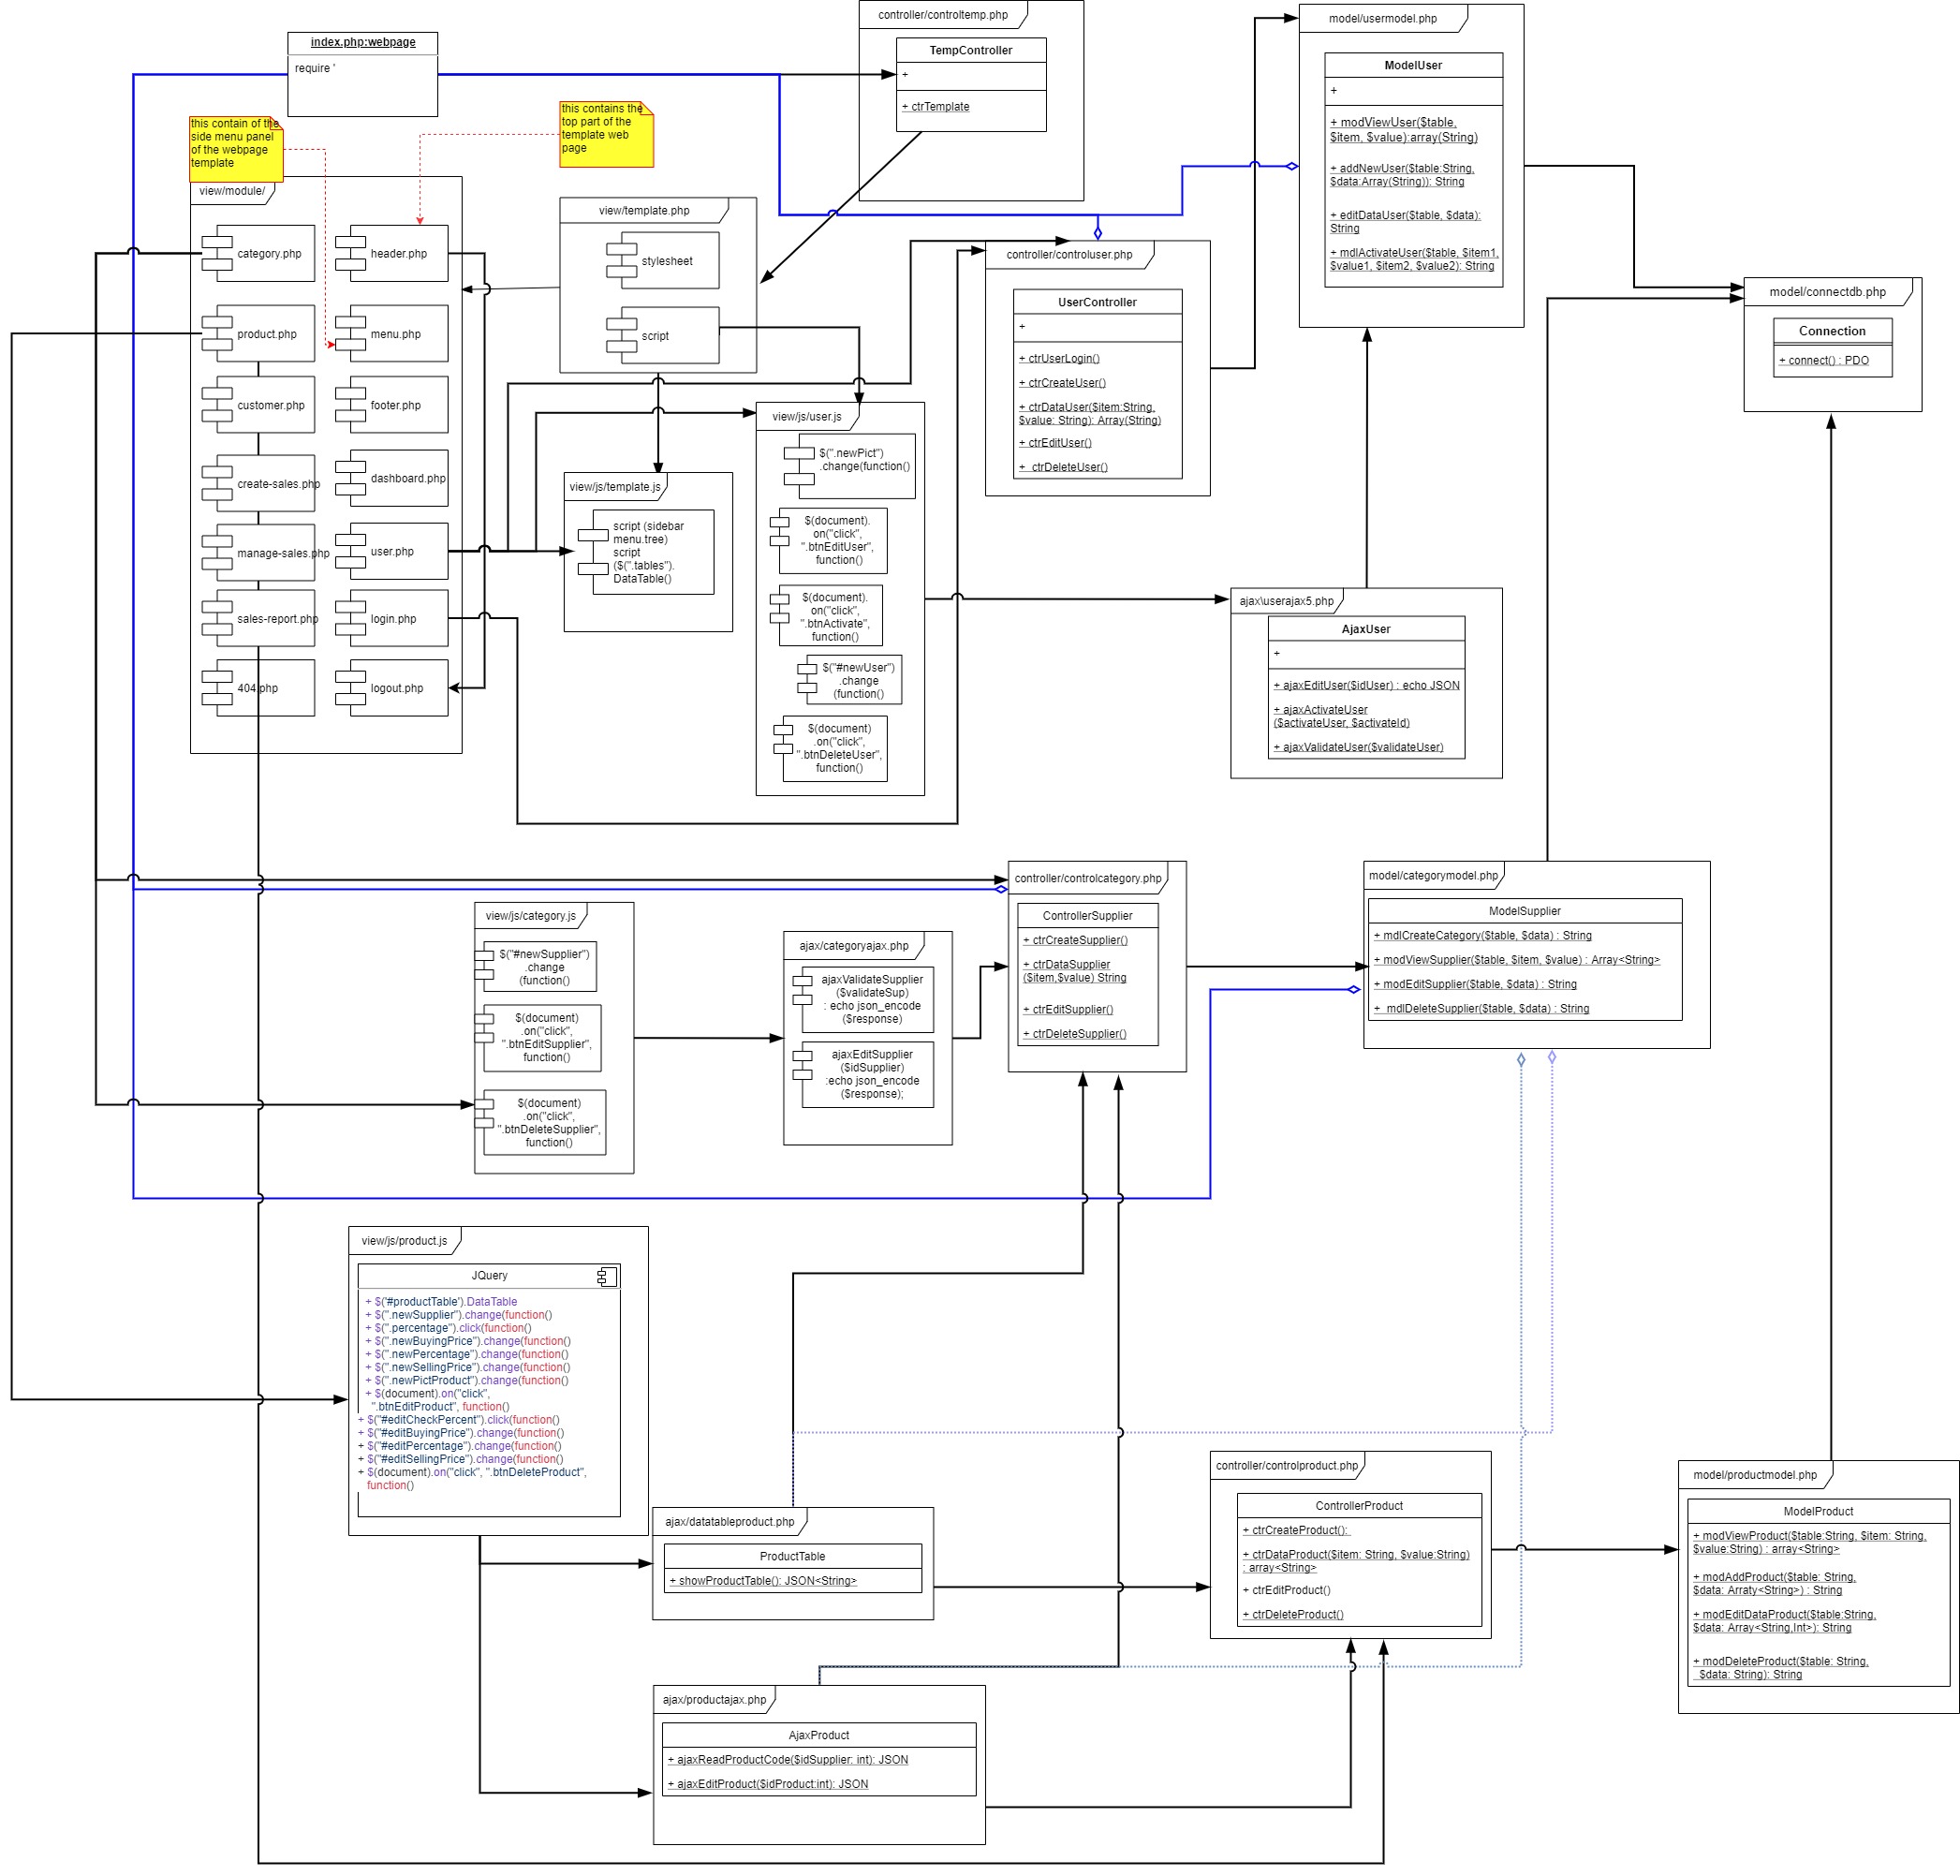 index.php:webpage
require '
controller/controltemp.php
TempController
+
+ ctrTemplate
model/usermodel.php
ModelUser
+
+ modViewUser($table,
$item, $value):array(String)
+ addNewUser($table:String,
$data:Array(String)): String
+ editDataUser($table, $data):
String
+ mdlActivateUser($table, $item1,
$value1, $item2, $value2): String
this contain of the
side menu panel
of the webpage
template
this contains the
top part of the
template web
page
view/module/
category.php
header.php
product.php
menu.php
customer.php
footer.php
create-sales.php
dashboard.php
manage-sales.php
user.php
sales-report.php
login.php
404.php
logout.php
view/template.php
stylesheet
script
controller/controluser.php
UserController
+
+ ctrUserLogin()
+ ctrCreateUser()
+ ctrDataUser($item:String,
$value: String): Array(String)
+ ctrEditUser()
+ ctrDeleteUser()
model/connectdb.php
Connection
+ connect() : PDO
view/js/template.js
script (sidebar
menu.tree)
script
($(".tables").
DataTable()
view/js/user.js
$(".newPict")
.change(function()
$(document).
on("click",
".btnEditUser",
function()
$(document).
on("click",
".btnActivate",
function()
$("#newUser")
.change
(function()
$(document)
.on("click",
".btnDeleteUser",
function()
ajax\userajax5.php
AjaxUser
+
+ ajaxEditUser($idUser) : echo JSON
+ ajaxActivateUser
($activateUser, $activateId)
+ ajaxValidateUser($validateUser)
view/js/category.js
$("#newSupplier")
.change
(function()
$(document)
.on("click",
".btnEditSupplier",
function()
$(document)
.on("click",
".btnDeleteSupplier",
function()
ajax/categoryajax.php
ajaxValidateSupplier
($validateSup)
: echo json_encode
($response)
ajaxEditSupplier
($idSupplier)
:echo json_encode
($response);
controller/controlcategory.php
ControllerSupplier
+ ctrCreateSupplier()
+ ctrDataSupplier
($item,$value) String
+ ctrEditSupplier()
+ ctrDeleteSupplier()
model/categorymodel.php
ModelSupplier
+ mdlCreateCategory($table, $data) : String
+ modViewSupplier($table, $item, $value) : Array<String>
+ modEditSupplier($table, $data) : String
+ mdlDeleteSupplier($table, $data) : String
view/js/product.js
JQuery
+ $('#productTable').DataTable
+ $(".newSupplier").change(function()
+ $(".percentage").click(function()
+ $(".newBuyingPrice").change(function()
+ $(".newPercentage").change(function()
+ $(".newSellingPrice").change(function()
+ $(".newPictProduct").change(function()
+ $(document).on("click",
".btnEditProduct", function()
+ $("#editCheckPercent").click(function()
+ $("#editBuyingPrice").change(function()
+ $("#editPercentage").change(function()
+ $("#editSellingPrice").change(function()
+ $(document).on("click", ".btnDeleteProduct",
function()
ajax/datatableproduct.php
ProductTable
+ showProductTable(): JSON<String>
controller/controlproduct.php
ControllerProduct
+ ctrCreateProduct():
+ ctrDataProduct($item: String, $value:String)
: array<String>
+ ctrEditProduct()
+ ctrDeleteProduct()
model/productmodel.php
ModelProduct
+ modViewProduct($table:String, $item: String,
$value:String) : array<String>
+ modAddProduct($table: String,
$data: Arraty<String>) : String
+ modEditDataProduct($table:String,
$data: Array<String,Int>): String
+ modDeleteProduct($table: String,
$data: String): String
ajax/productajax.php
AjaxProduct
+ ajaxReadProductCode($idSupplier: int): JSON
+ ajaxEditProduct($idProduct:int): JSON